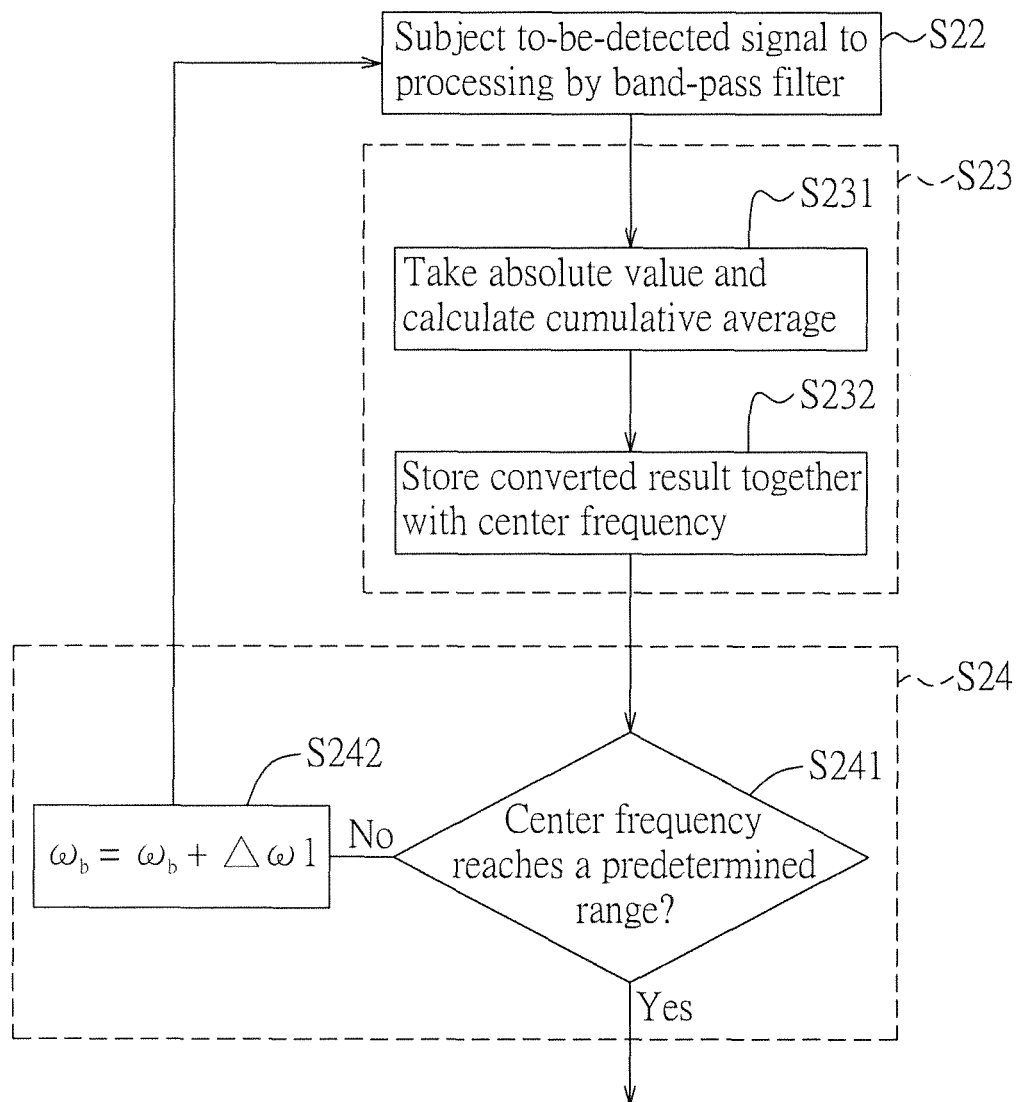 Subject to-be-detected signal to
processing by band-pass filter
S22
S23
S231
Take absolute value and
calculate cumulative average
S232
Store converted result together
with center frequency
S24
S242
S241
ω_b = ω_b + △ω1
No
Center frequency
reaches a predetermined
range?
Yes